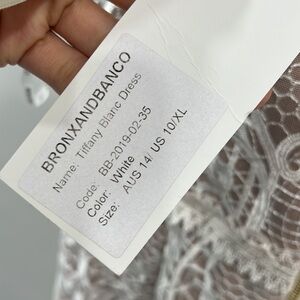 BRONXANDBANCO
Name: Tiffany Blanc Dress
Code: BB-2019-02-35
Color: White
Size: AUS 14/ US 10/XL